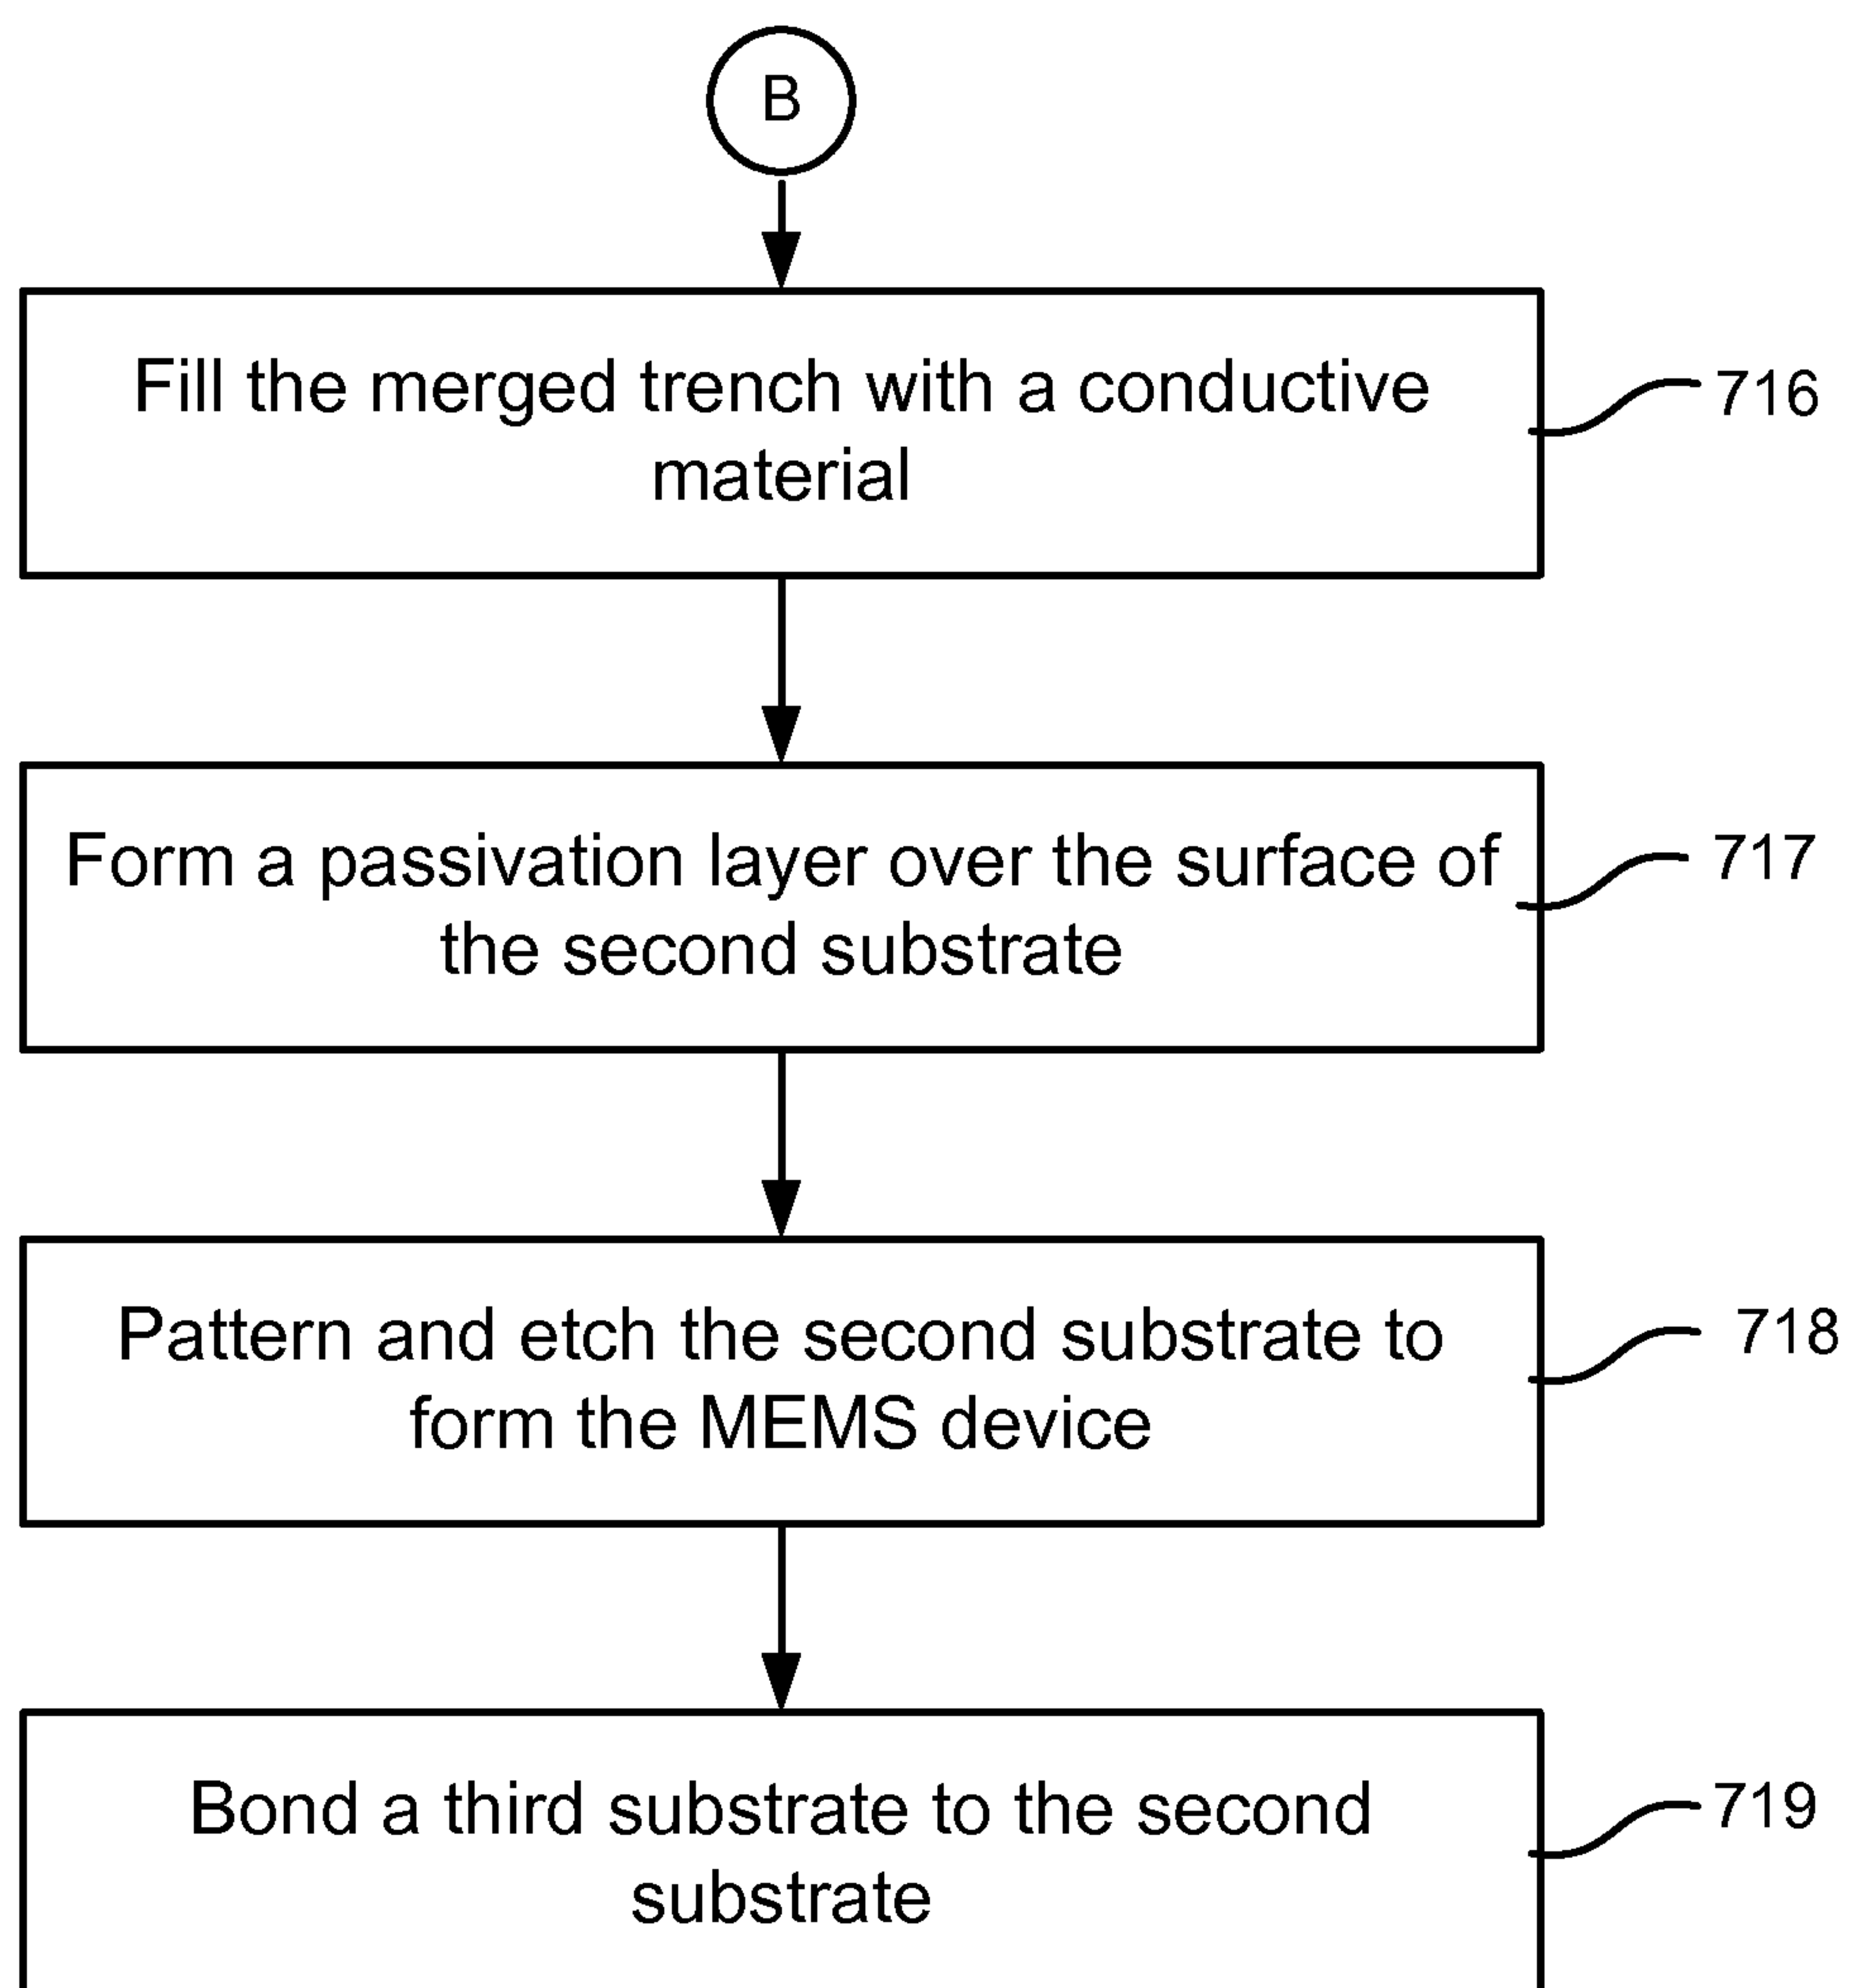 B
Fill the merged trench with a conductive
material
716
Form a passivation layer over the surface of
the second substrate
717
Pattern and etch the second substrate to
form the MEMS device
718
Bond a third substrate to the second
substrate
719